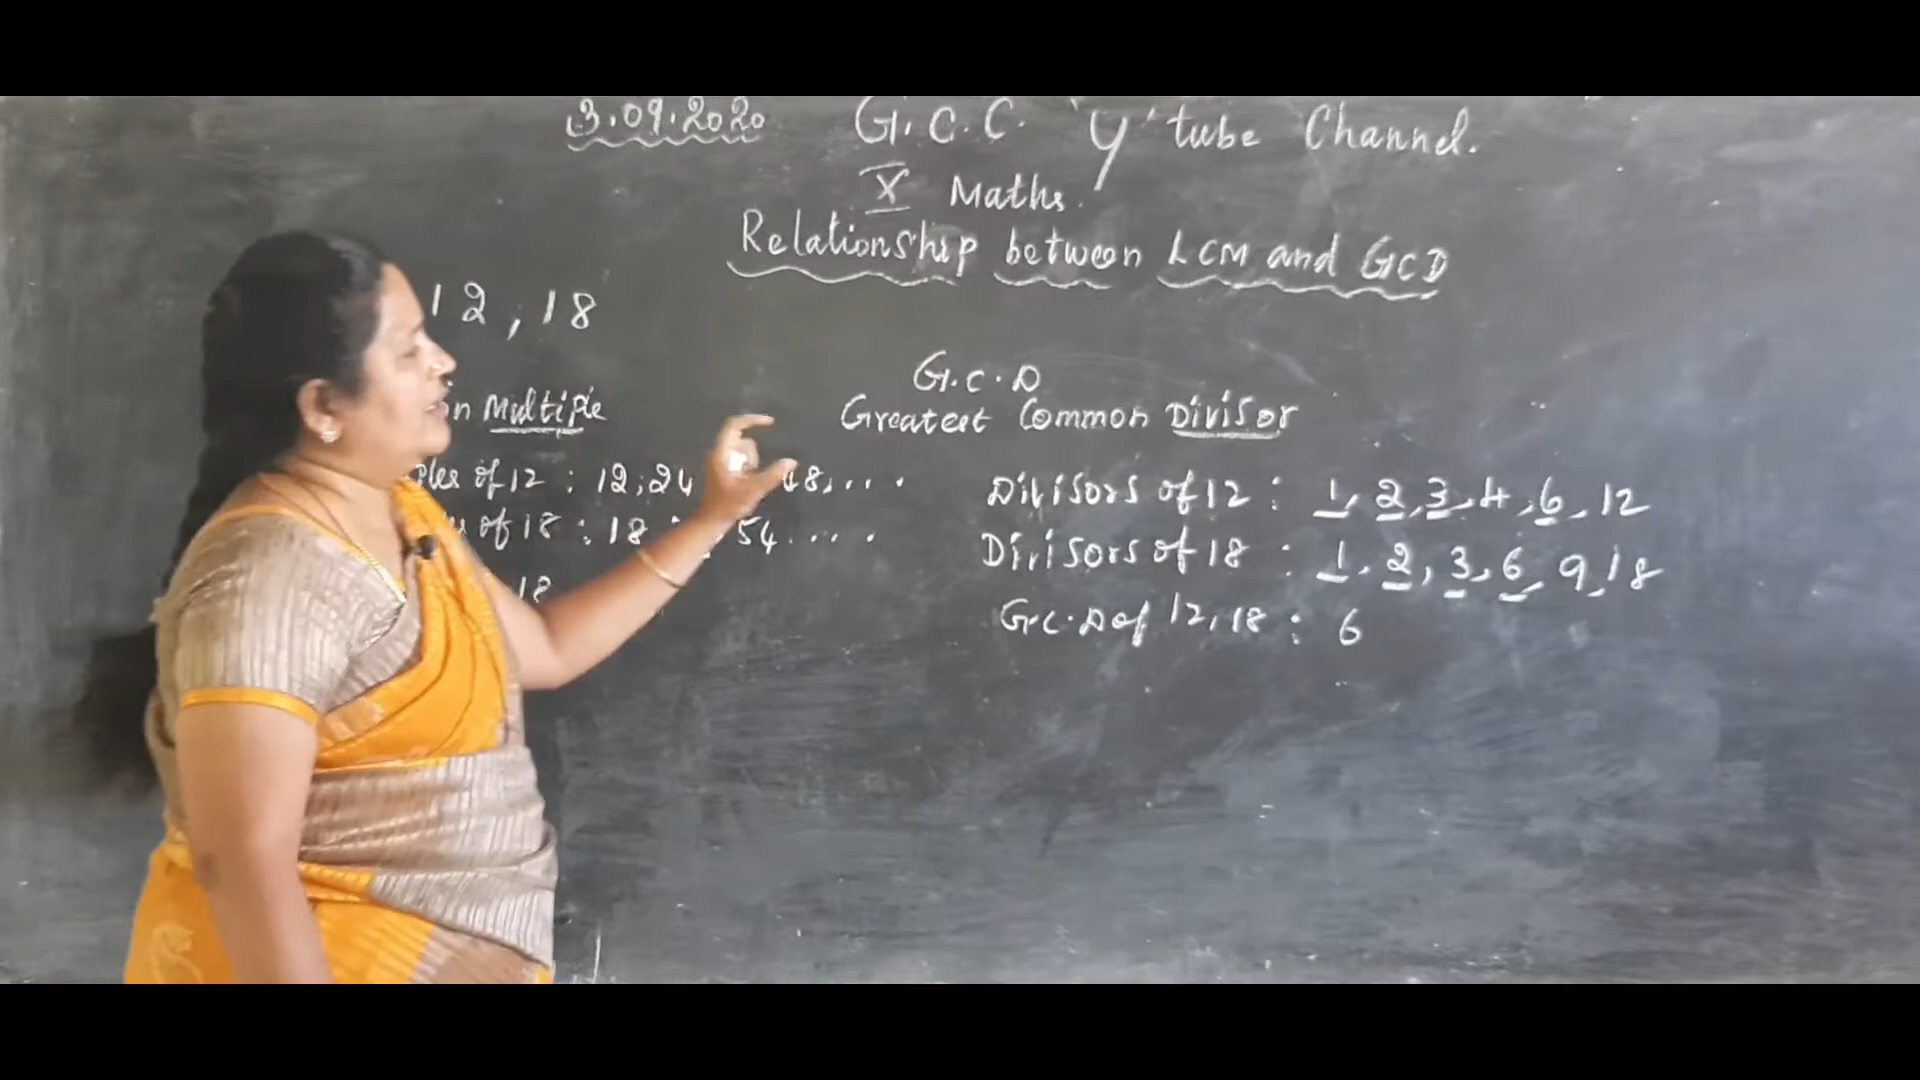 3.09.2020 G.C.C. 'Y'tube Channel.
X Maths.
Relationship between LCM and GCD
12, 18
G.C.D
Multiple
Greatest Common Divisor
of 12 : 12, 24 48, ...
Divisors of 12 : 1, 2, 3, 4, 6, 12
of 18 : 18 , 54 ....
Divisors of 18 : 1, 2, 3, 6, 9, 18
18
G.C.D of 12, 18 : 6